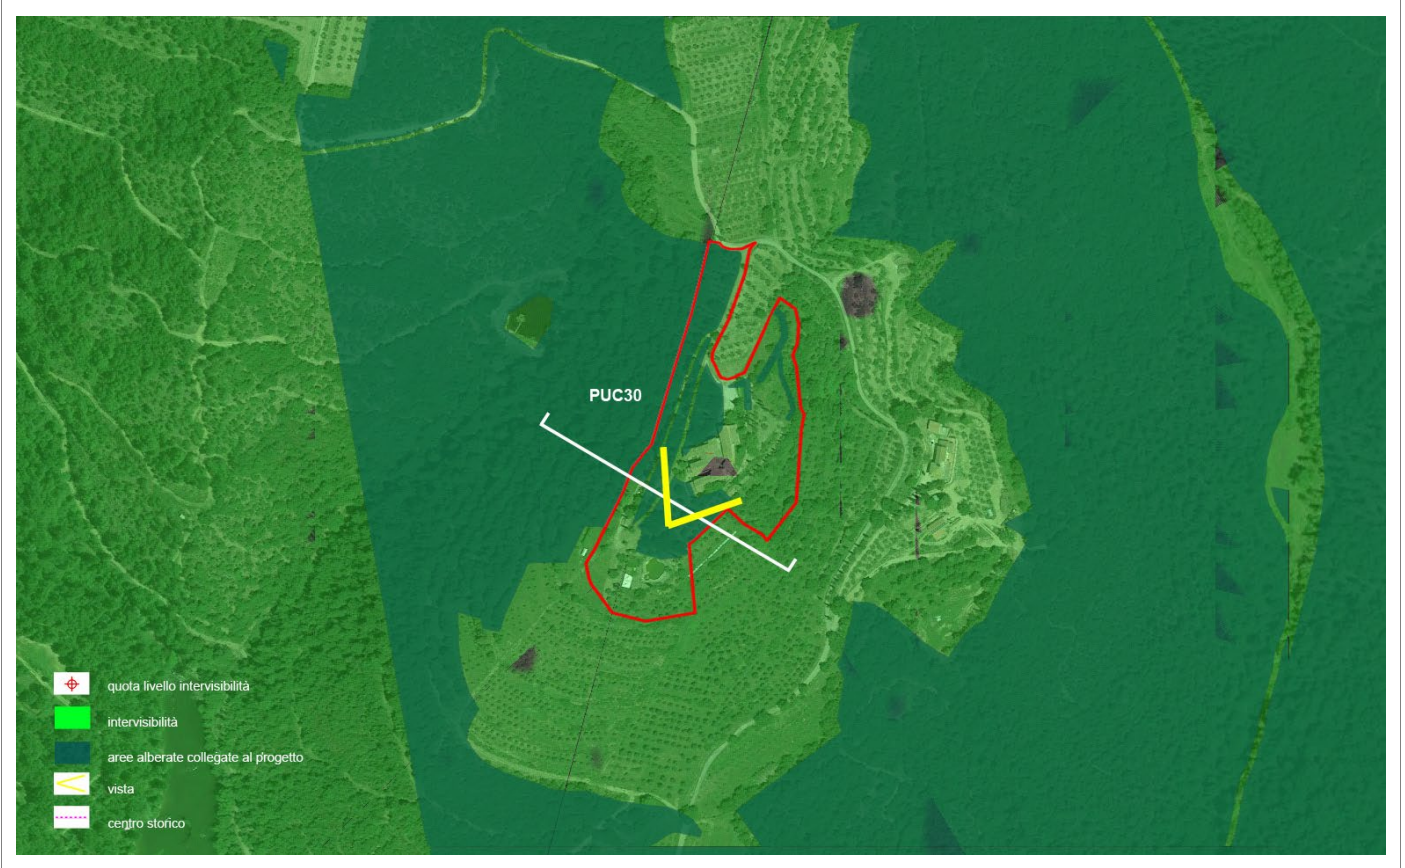 PUC30
quota livello intervisibilità
intervisibilità
aree alberate collegate al progetto
vista
centro storico